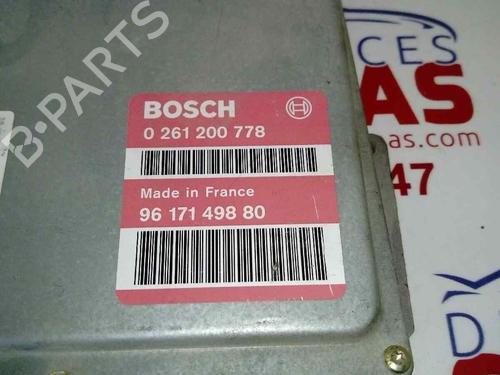 B-PARTS
CES
AS
as.com
47
D
BOSCH
0 261 200 778
Made in France
96 171 498 80